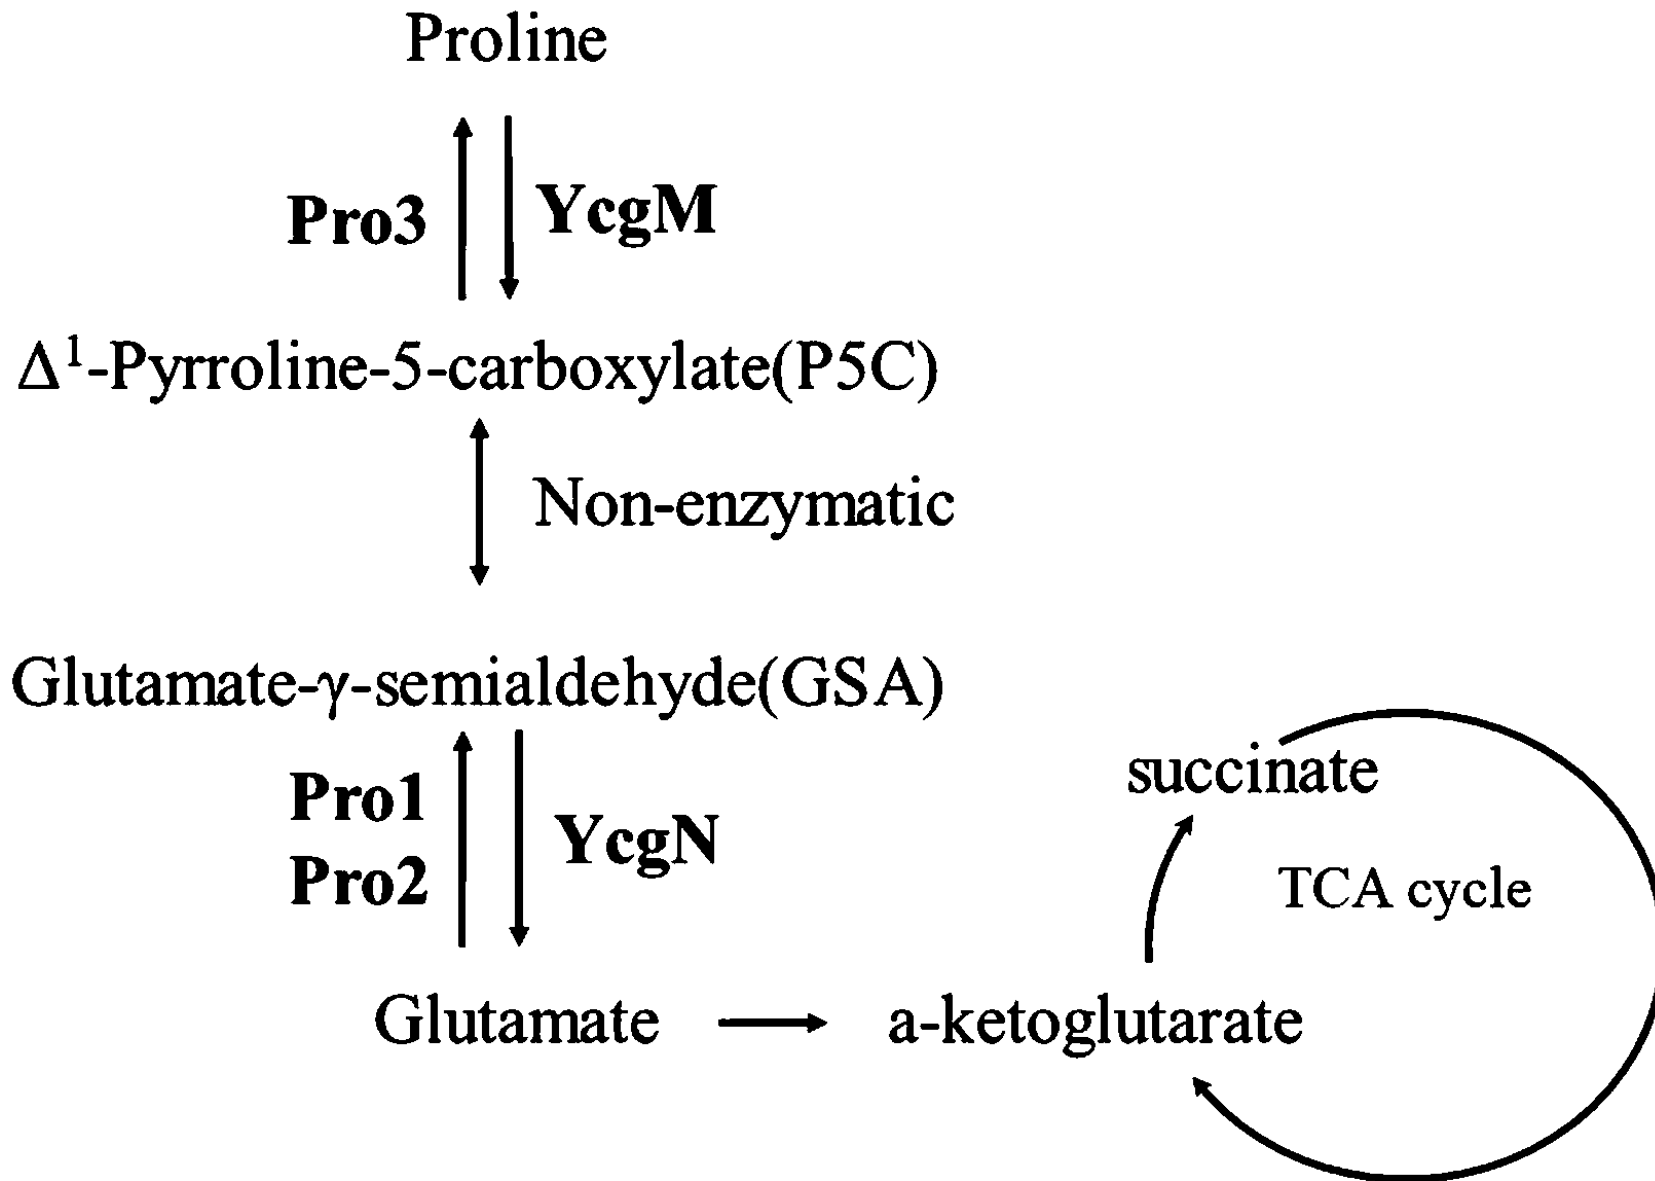 Proline
Pro3
YcgM
Δ¹-Pyrroline-5-carboxylate(P5C)
Non-enzymatic
Glutamate-γ-semialdehyde(GSA)
Pro1
Pro2
YcgN
succinate
TCA cycle
Glutamate
a-ketoglutarate